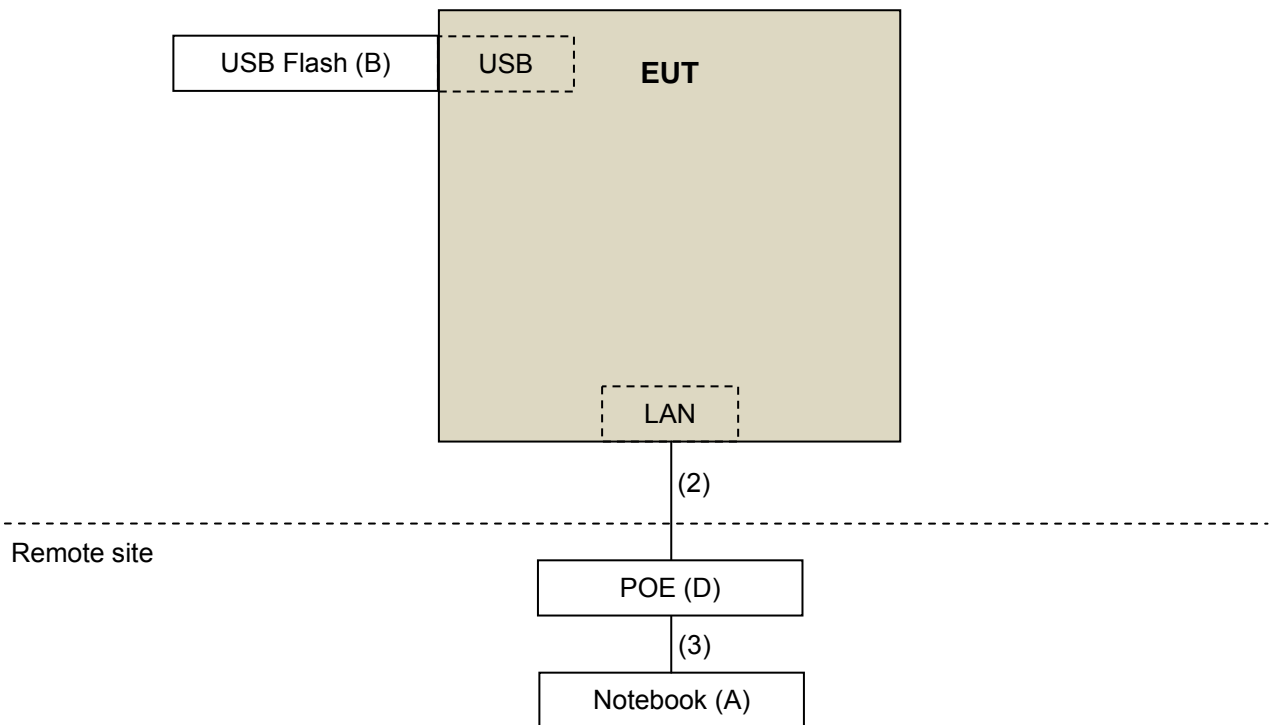 USB Flash (B)
USB
EUT
LAN
(2)
Remote site
POE (D)
(3)
Notebook (A)